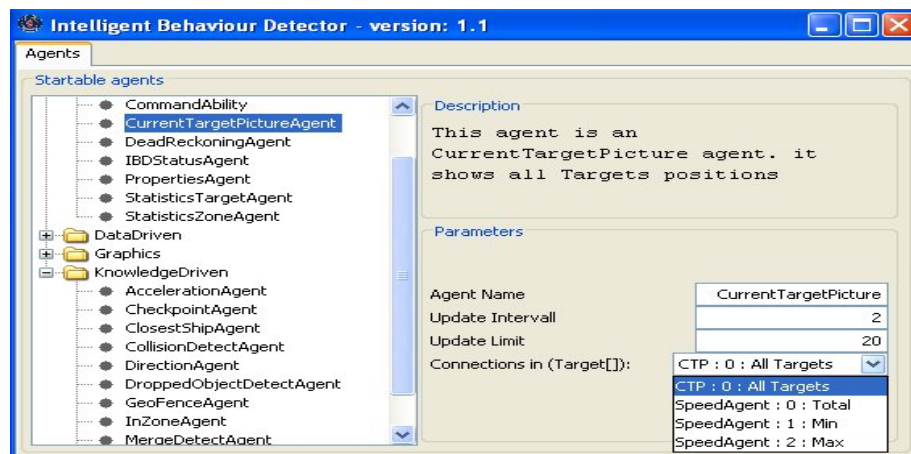 Intelligent Behaviour Detector - version: 1.1
Agents
Startable agents
CommandAbility
CurrentTargetPictureAgent
DeadReckoningAgent
IBDStatusAgent
PropertiesAgent
StatisticsTargetAgent
StatisticsZoneAgent
DataDriven
Graphics
KnowledgeDriven
AccelerationAgent
CheckpointAgent
ClosestShipAgent
CollisionDetectAgent
DirectionAgent
DroppedObjectDetectAgent
GeoFenceAgent
InZoneAgent
MergeDetectAgent
Description
This agent is an
CurrentTargetPicture agent. it
shows all Targets positions
Parameters
Agent Name CurrentTargetPicture
Update Intervall 2
Update Limit 20
Connections in (Target[]): CTP : 0 : All Targets
CTP : 0 : All Targets
SpeedAgent : 0 : Total
SpeedAgent : 1 : Min
SpeedAgent : 2 : Max